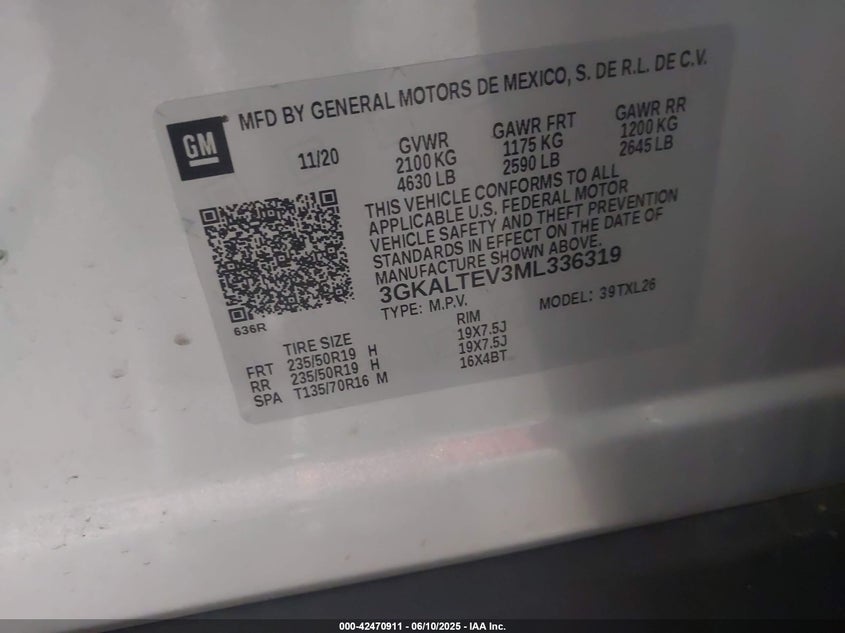 MFD BY GENERAL MOTORS DE MEXICO, S. DE R.L. DE C.V.
GM
11/20
GVWR GAWR FRT GAWR RR
2100 KG 1175 KG 1200 KG
4630 LB 2590 LB 2645 LB
THIS VEHICLE CONFORMS TO ALL
APPLICABLE U.S. FEDERAL MOTOR
VEHICLE SAFETY AND THEFT PREVENTION
STANDARDS IN EFFECT ON THE DATE OF
MANUFACTURE SHOWN ABOVE.
3GKALTEV3ML336319
TYPE: M.P.V. MODEL: 39TXL26
636R
TIRE SIZE RIM
FRT 235/50R19 H 19X7.5J
RR 235/50R19 H 19X7.5J
SPA T135/70R16 M 16X4BT
000-42470911 - 06/10/2025 - IAA Inc.